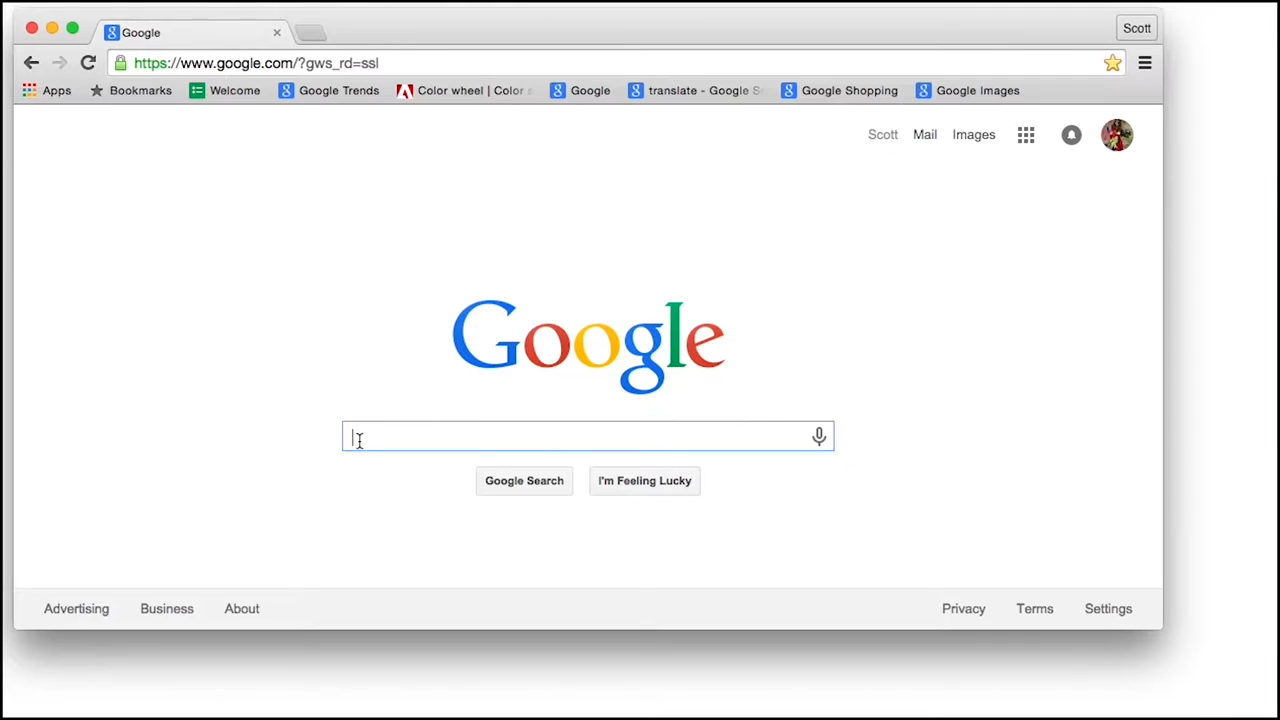 Google
Scott
https://www.google.com/?gws_rd=ssl
Apps Bookmarks Welcome Google Trends Color wheel | Color Google translate - Google S Google Shopping Google Images
Scott Mail Images
Google
Google Search I'm Feeling Lucky
Advertising Business About Privacy Terms Settings